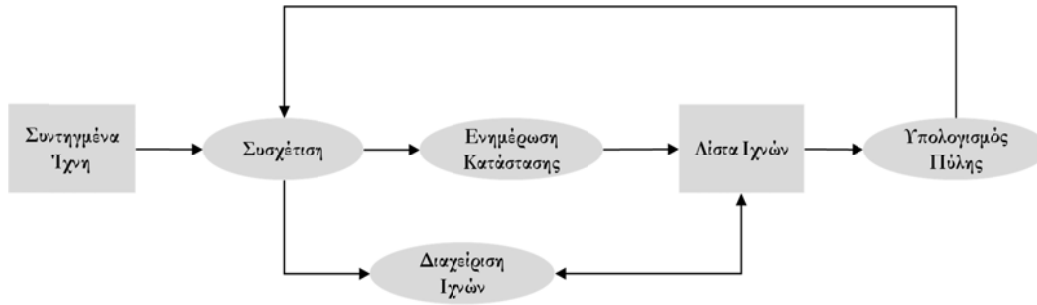 Συντηγμένα
Ίχνη
Συσχέτιση
Ενημέρωση
Κατάστασης
Λίστα Ιχνών
Υπολογισμός
Πύλης
Διαχείριση
Ιχνών